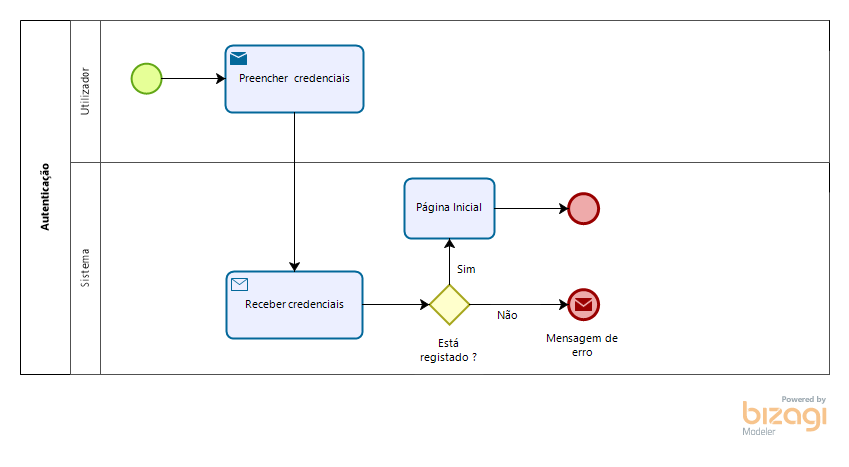 Autenticação
Utilizador
Preencher credenciais
Sistema
Página Inicial
Sim
Receber credenciais
Não
Está
registado ?
Mensagem de
erro
Powered by
bizagi
Modeler